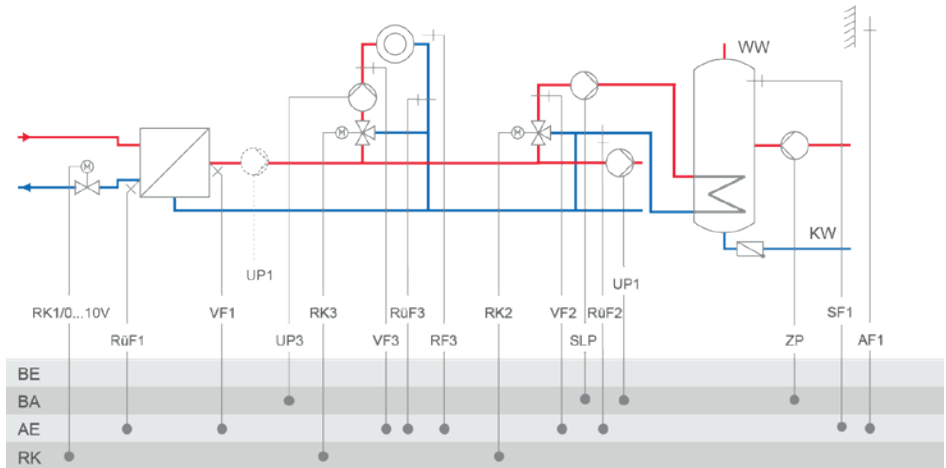 WW
M
M
M
KW
UP1
UP1
RK1/0...10V
VF1
RK3
RüF3
RK2
VF2
RüF2
SF1
RüF1
UP3
VF3
RF3
SLP
ZP
AF1
BE
BA
AE
RK